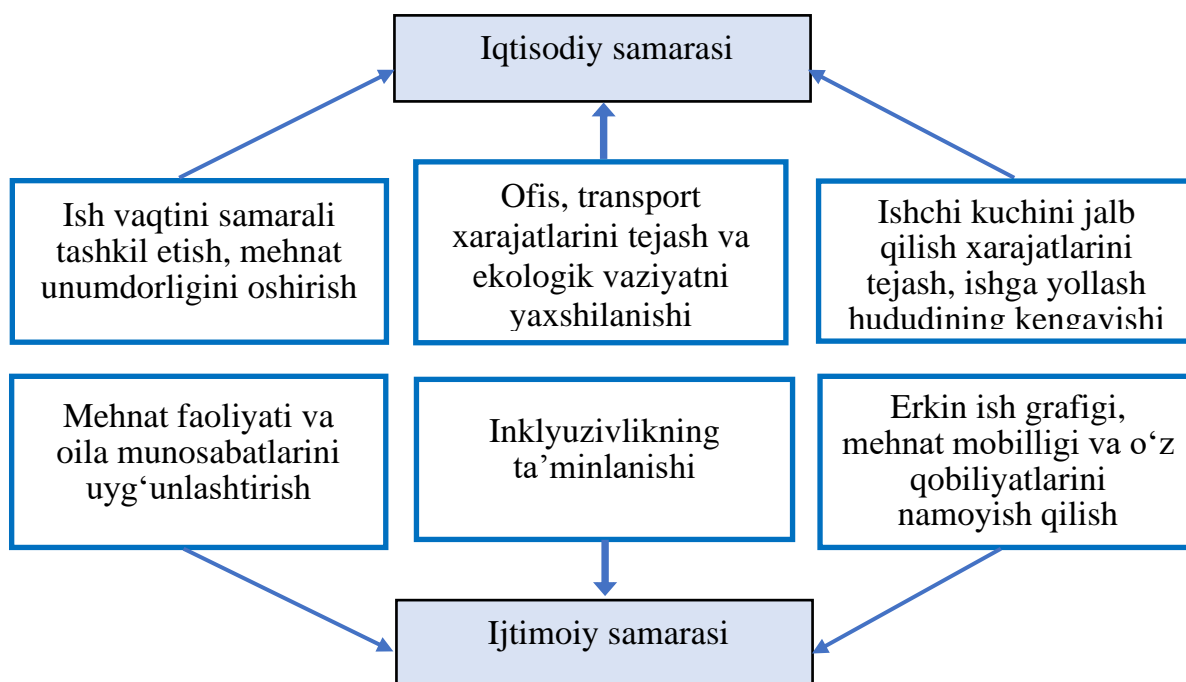 Iqtisodiy samarasi
Ish vaqtini samarali
tashkil etish, mehnat
unumdorligini oshirish
Ofis, transport
xarajatlarini tejash va
ekologik vaziyatni
yaxshilanishi
Ishchi kuchini jalb
qilish xarajatlarini
tejash, ishga yollash
hududining kengayishi
Mehnat faoliyati va
oila munosabatlarini
uyg‘unlashtirish
Inklyuzivlikning
ta’minlanishi
Erkin ish grafigi,
mehnat mobilligi va o‘z
qobiliyatlarini
namoyish qilish
Ijtimoiy samarasi